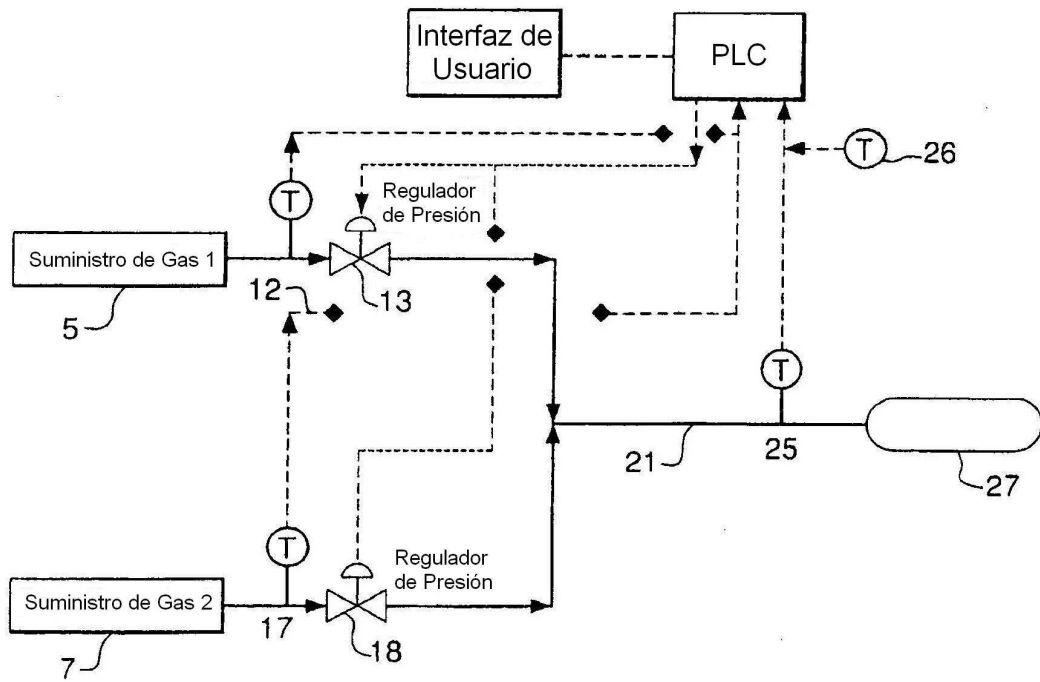 Interfaz de
Usuario
PLC
T
26
T
Regulador
de Presión
Suministro de Gas 1
5
12
13
T
25
21
27
T
Regulador
de Presión
Suministro de Gas 2
7
17
18